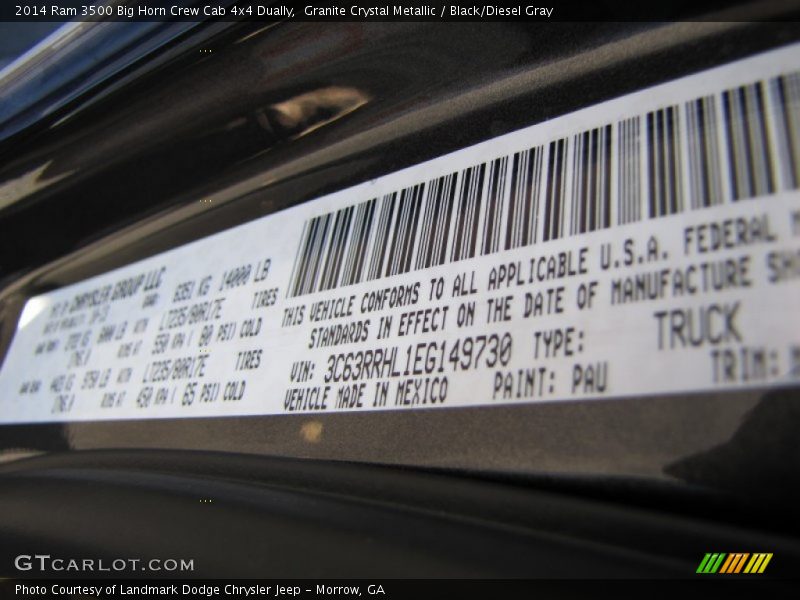 2014 Ram 3500 Big Horn Crew Cab 4x4 Dually,  Granite Crystal Metallic / Black/Diesel Gray
CHRYSLER GROUP LLC
6351 KG 14000 LB
LT235/80R17E TIRES
550 KPA ( 80 PSI) COLD
LT235/80R17E TIRES
450 KPA ( 65 PSI) COLD
THIS VEHICLE CONFORMS TO ALL APPLICABLE U.S.A. FEDERAL
STANDARDS IN EFFECT ON THE DATE OF MANUFACTURE
VIN: 3C63RRHL1EG149730 TYPE: TRUCK
VEHICLE MADE IN MEXICO PAINT: PAU TRIM:
GTCARLOT.COM
Photo Courtesy of Landmark Dodge Chrysler Jeep - Morrow, GA